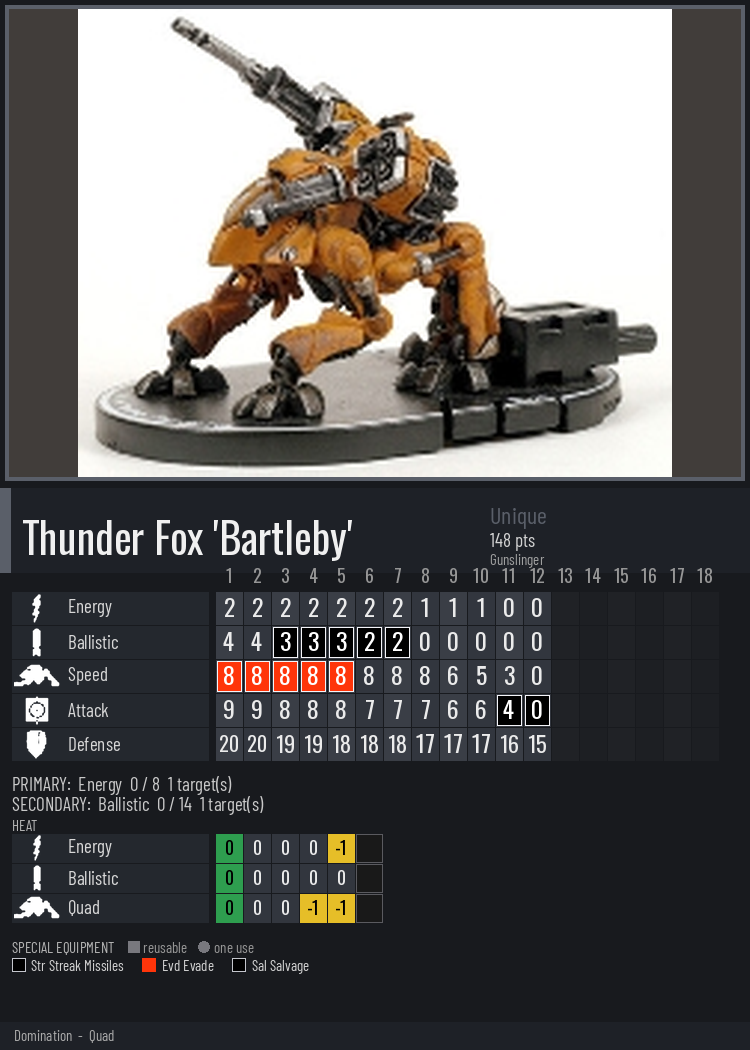 Thunder Fox 'Bartleby'
Unique
148 pts
Gunslinger
1 2 3 4 5 6 7 8 9 10 11 12 13 14 15 16 17 18
Energy 2 2 2 2 2 2 2 1 1 1 0 0
Ballistic 4 4 3 3 3 2 2 0 0 0 0 0
Speed 8 8 8 8 8 8 8 8 6 5 3 0
Attack 9 9 8 8 8 7 7 7 6 6 4 0
Defense 20 20 19 19 18 18 18 17 17 17 16 15
PRIMARY: Energy 0 / 8 1 target(s)
SECONDARY: Ballistic 0 / 14 1 target(s)
HEAT
Energy 0 0 0 0 -1
Ballistic 0 0 0 0 0
Quad 0 0 0 -1 -1
SPECIAL EQUIPMENT reusable one use
Str Streak Missiles Evd Evade Sal Salvage
Domination - Quad